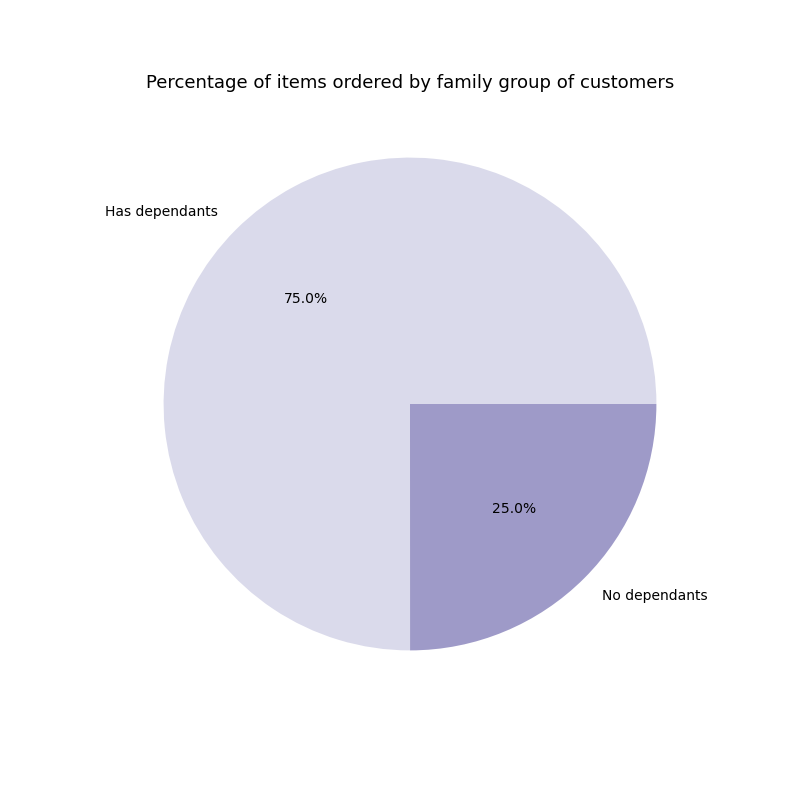 Percentage of items ordered by family group of customers
Has dependants
75.0%
25.0%
No dependants